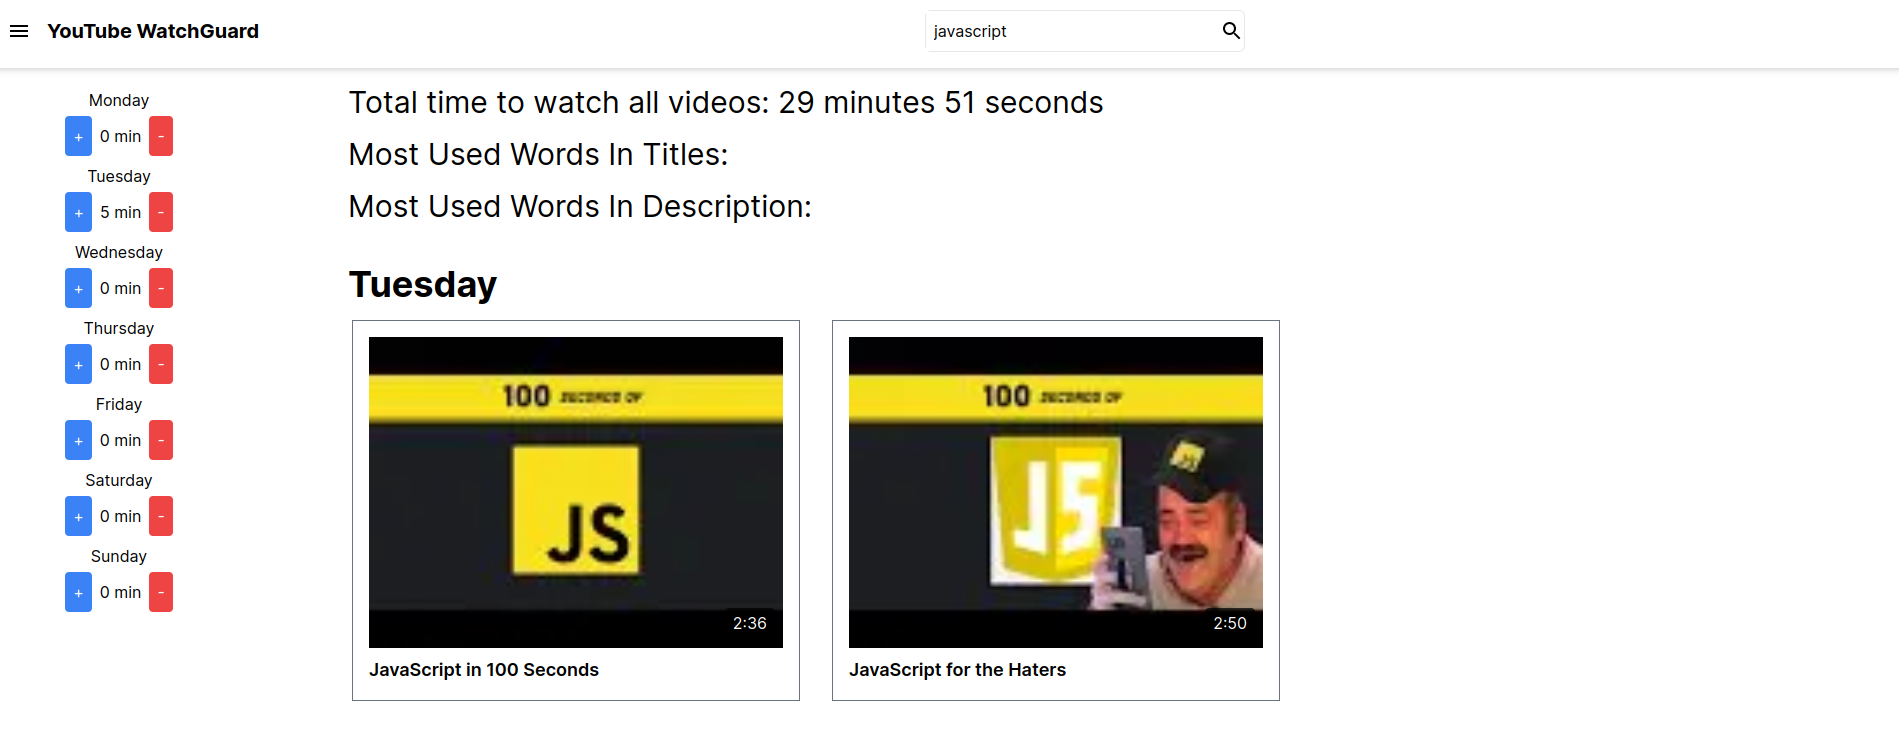 YouTube WatchGuard
javascript
Monday
+ 0 min -
Tuesday
+ 5 min -
Wednesday
+ 0 min -
Thursday
+ 0 min -
Friday
+ 0 min -
Saturday
+ 0 min -
Sunday
+ 0 min -
Total time to watch all videos: 29 minutes 51 seconds
Most Used Words In Titles:
Most Used Words In Description:
Tuesday
100 SECONDS OF
JS
2:36
JavaScript in 100 Seconds
100 SECONDS OF
JS
JS
2:50
JavaScript for the Haters